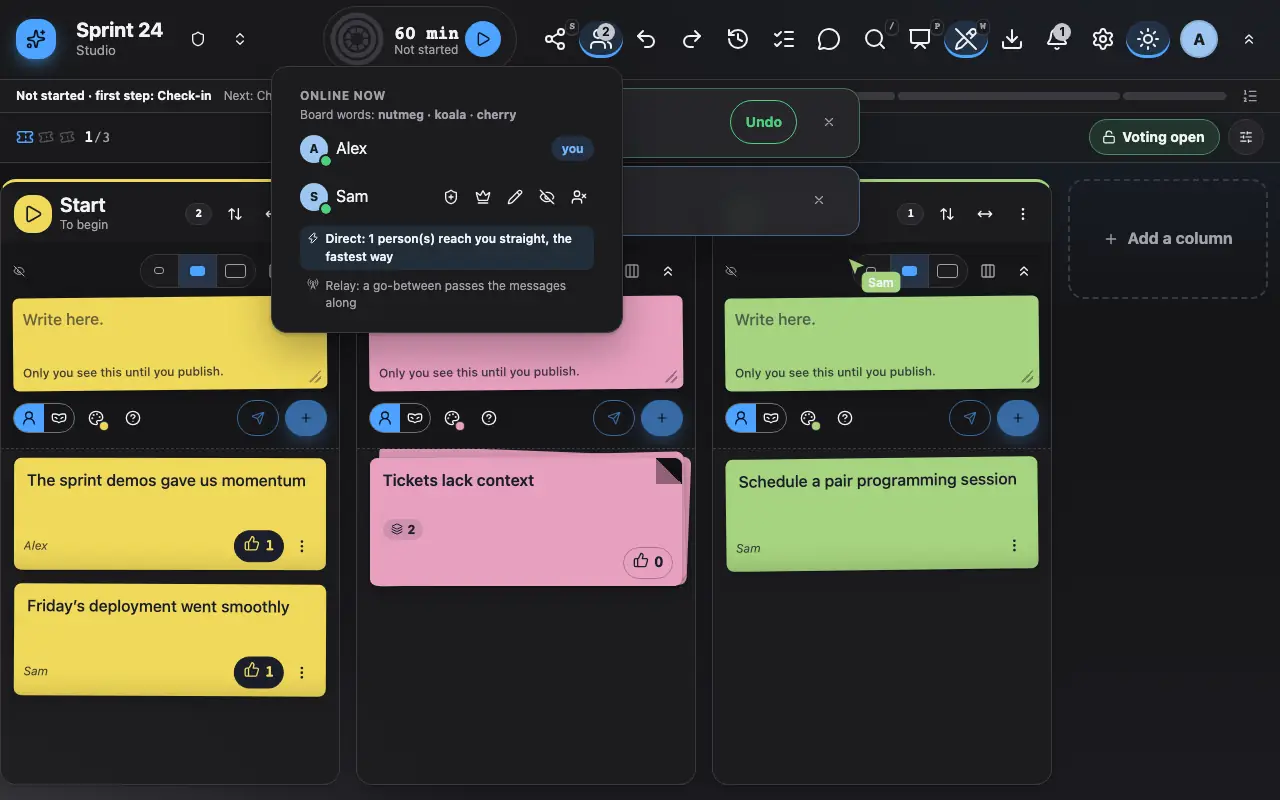 Sprint 24
Studio
60 min
Not started
S
2
/
P
W
1
A
Not started · first step: Check-in
Next: Ch
1/3
Voting open
ONLINE NOW
Board words: nutmeg · koala · cherry
A
Alex
you
S
Sam
Direct: 1 person(s) reach you straight, the
fastest way
Relay: a go-between passes the messages
along
Undo
Start
To begin
2
1
Add a column
Sam
Write here.
Only you see this until you publish.
Only you see this until you publish.
Write here.
Only you see this until you publish.
The sprint demos gave us momentum
Alex
1
Friday’s deployment went smoothly
Sam
1
Tickets lack context
2
0
Schedule a pair programming session
Sam